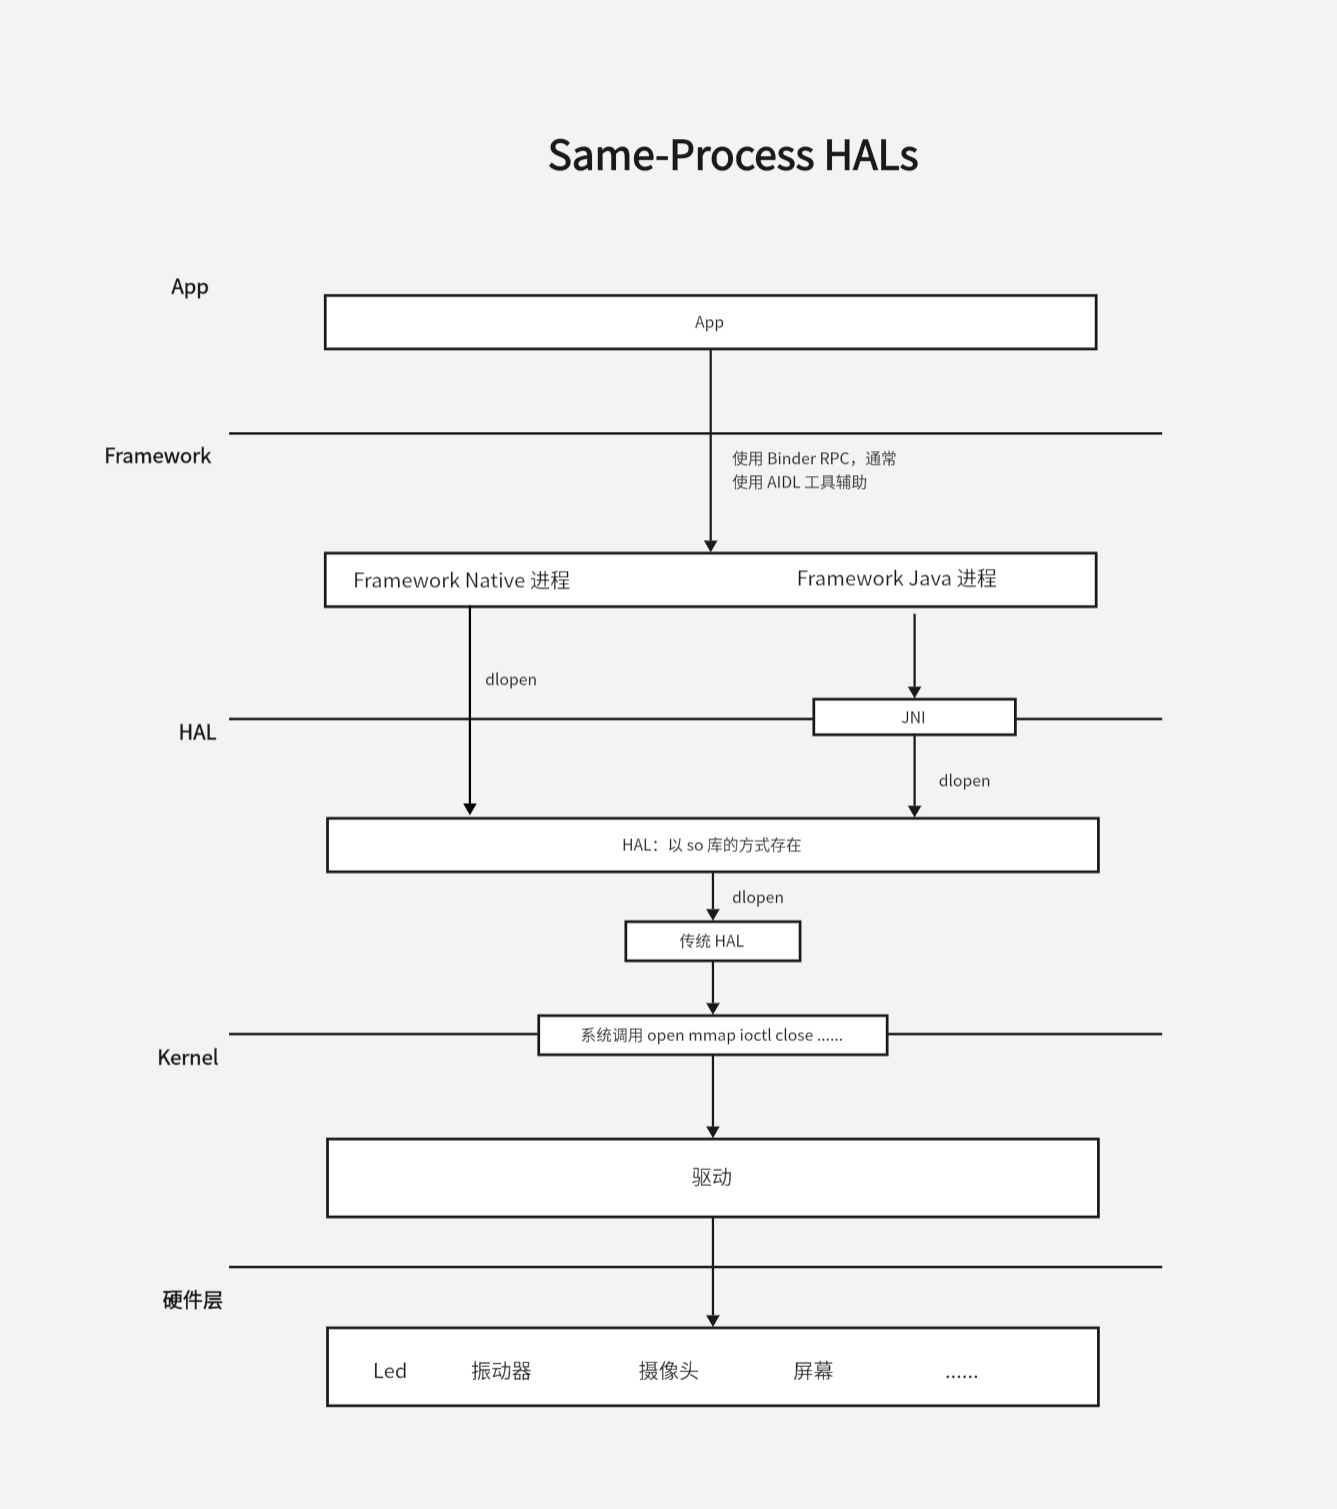 Same-Process HALs
App
App
Framework
使用 Binder RPC，通常
使用 AIDL 工具辅助
Framework Native 进程
Framework Java 进程
dlopen
JNI
HAL
dlopen
HAL：以 so 库的方式存在
dlopen
传统 HAL
系统调用 open mmap ioctl close ......
Kernel
驱动
硬件层
Led 振动器 摄像头 屏幕 ......